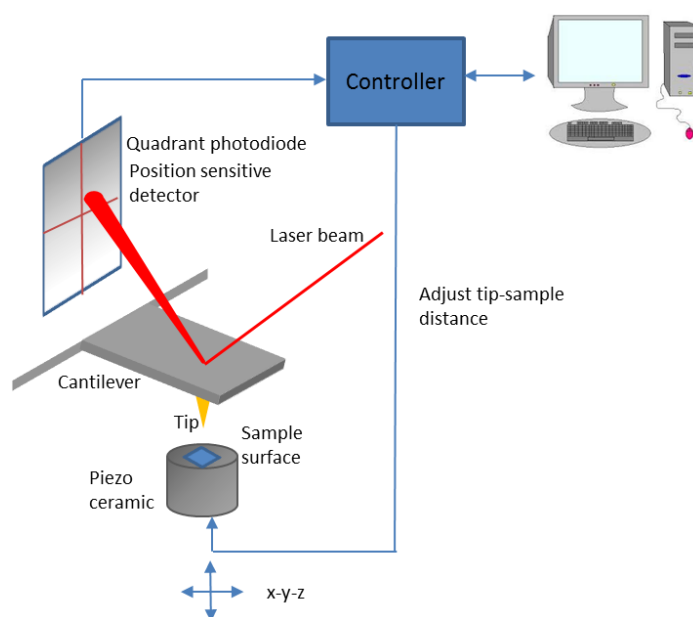 Controller
Quadrant photodiode
Position sensitive
detector
Laser beam
Adjust tip-sample
distance
Cantilever
Tip
Sample
surface
Piezo
ceramic
x-y-z